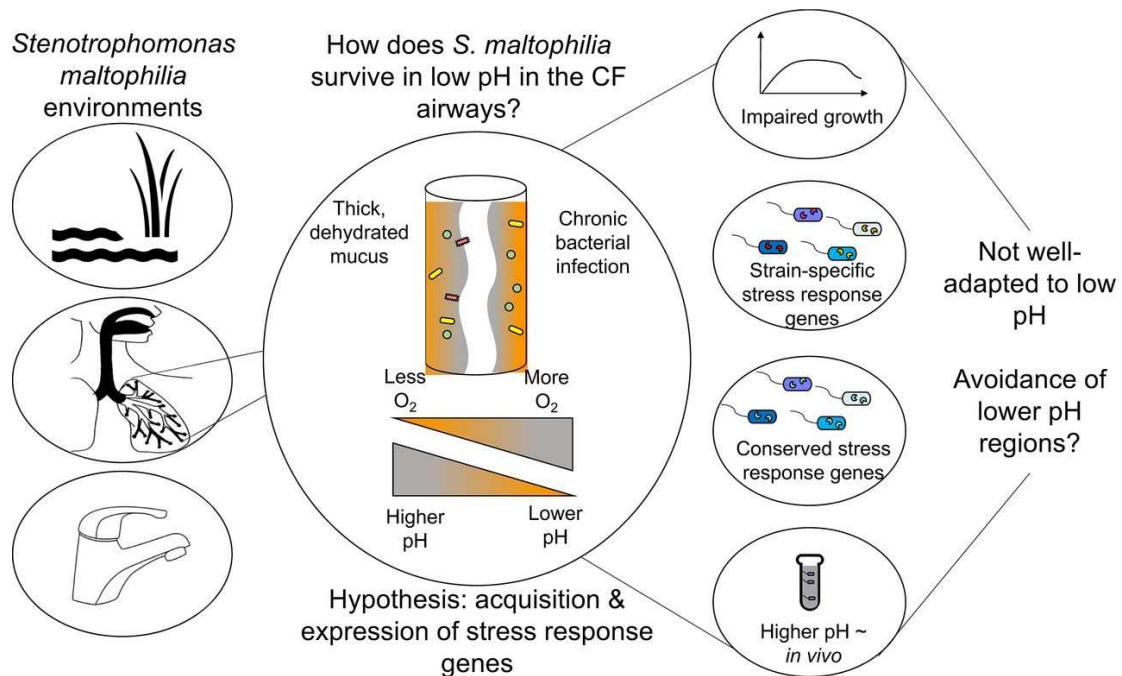 Stenotrophomonas
maltophilia
environments
How does S. maltophilia
survive in low pH in the CF
airways?
Thick,
dehydrated
mucus
Chronic
bacterial
infection
Less
O2
More
O2
Higher
pH
Lower
pH
Hypothesis: acquisition &
expression of stress response
genes
Impaired growth
Strain-specific
stress response
genes
Conserved stress
response genes
Higher pH ~
in vivo
Not well-
adapted to low
pH
Avoidance of
lower pH
regions?